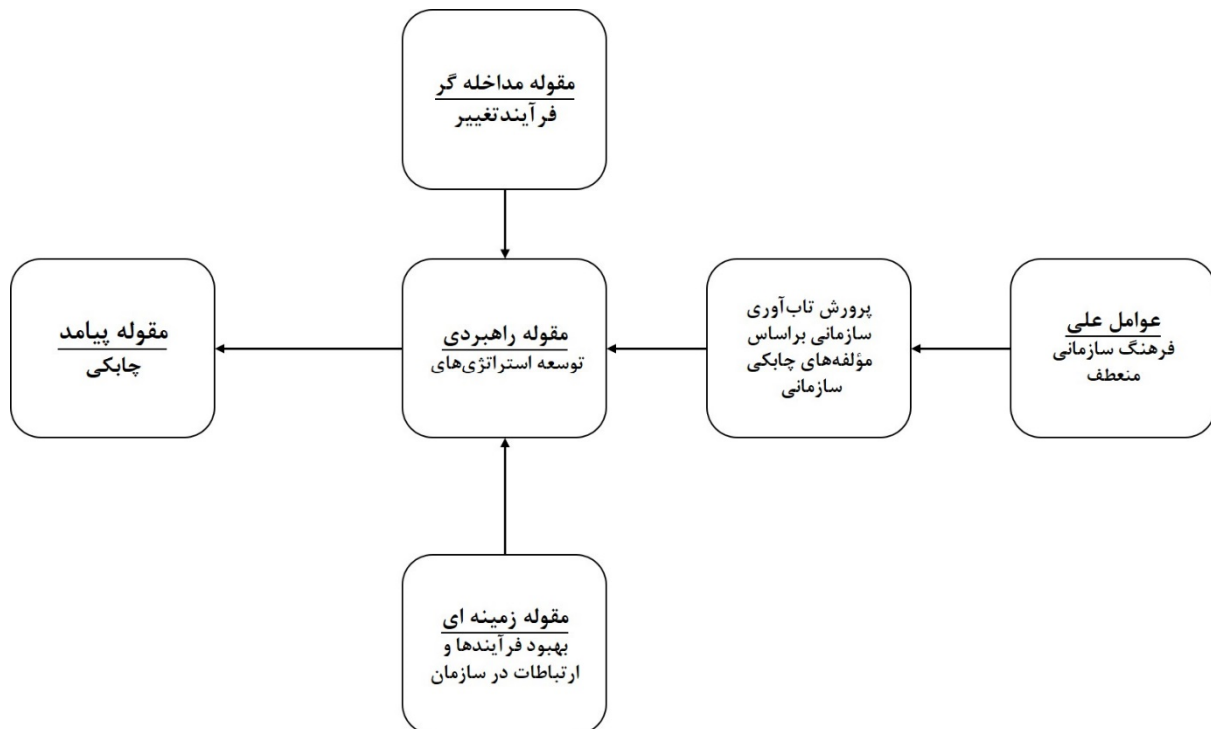 مقوله مداخله گر
فرآیندتغییر
عوامل علی
فرهنگ سازمانی
منعطف
پرورش تاب‌آوری
سازمانی براساس
مؤلفه‌های چابکی
سازمانی
مقوله راهبردی
توسعه استراتژی‌های
مقوله پیامد
چابکی
مقوله زمینه ای
بهبود فرآیندها و
ارتباطات در سازمان